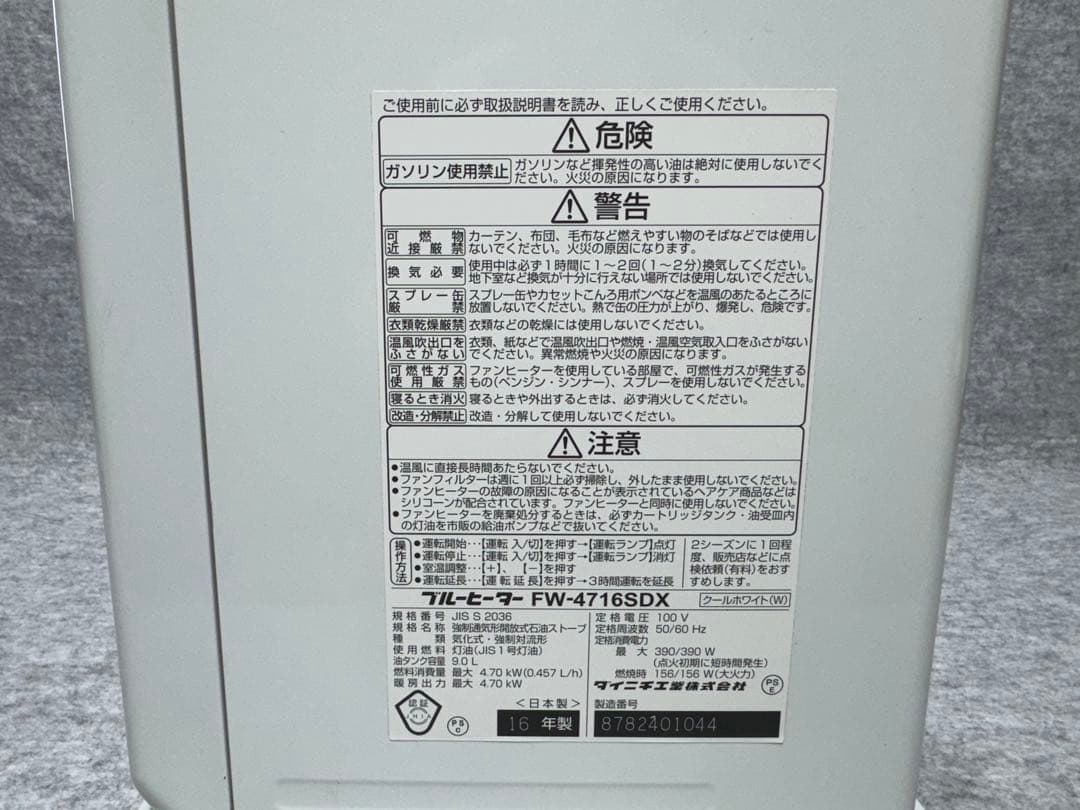 ご使用前に必ず取扱説明書を読み、正しくご使用ください。
危険
ガソリン使用禁止
ガソリンなど揮発性の高い油は絶対に使用しないでく
ださい。火災の原因になります。
警告
可燃物
近接厳禁
カーテン、布団、毛布など燃えやすい物のそばなどでは使用し
ないでください。火災の原因になります。
換気必要
使用中は必ず1時間に1〜2回(1〜2分)換気してください。
地下室など換気が十分に行えない場所では使用しないでください。
スプレー缶
厳禁
スプレー缶やカセットこんろ用ボンベなどを温風のあたるところに
放置しないでください。熱で缶の圧力が上がり、爆発し、危険です。
衣類乾燥厳禁
衣類などの乾燥には使用しないでください。
温風吹出口を
ふさがない
衣類、紙などで温風吹出口や燃焼・温風空気取入口をふさがない
でください。異常燃焼や火災の原因になります。
可燃性ガス
使用厳禁
ファンヒーターを使用している部屋で、可燃性ガスが発生する
もの(ベンジン・シンナー)、スプレーを使用しないでください。
寝るとき消火
寝るときや外出するときは、必ず消火してください。
改造・分解禁止
改造・分解して使用しないでください。
注意
●温風に直接長時間あたらないでください。
●ファンフィルターは週に1回以上必ず掃除し、外したまま使用しないでください。
●ファンヒーターの故障の原因になることが表示されているヘアケア商品などは
シリコーンが配合されています。ファンヒーターと同時に使用しないでください。
●ファンヒーターを廃棄処分するときは、必ずカートリッジタンク・油受皿内
の灯油を市販の給油ポンプなどで抜いてください。
操作方法
●運転開始…【運転 入/切】を押す→【運転ランプ】点灯
●運転停止…【運転 入/切】を押す→【運転ランプ】消灯
●室温調整…【+】、【−】を押す
●運転延長…【運転延長】を押す→3時間運転を延長
2シーズンに1回程
度、販売店などに点
検依頼(有料)をおす
すめします。
ブルーヒーター FW-4716SDX
クールホワイト(W)
規格番号 JIS S 2036
規格名称 強制通気形開放式石油ストーブ
種類 気化式・強制対流形
使用燃料 灯油(JIS1号灯油)
油タンク容量 9.0 L
燃料消費量 最大 4.70 kW(0.457 L/h)
暖房出力 最大 4.70 kW
定格電圧 100 V
定格周波数 50/60 Hz
定格消費電力
最大 390/390 W
(点火初期に短時間発生)
燃焼時 156/156 W(大火力)
ダイニチ工業株式会社
PS
E
認証
JHIA
PS
C
<日本製>
16 年製
製造番号
8782401044